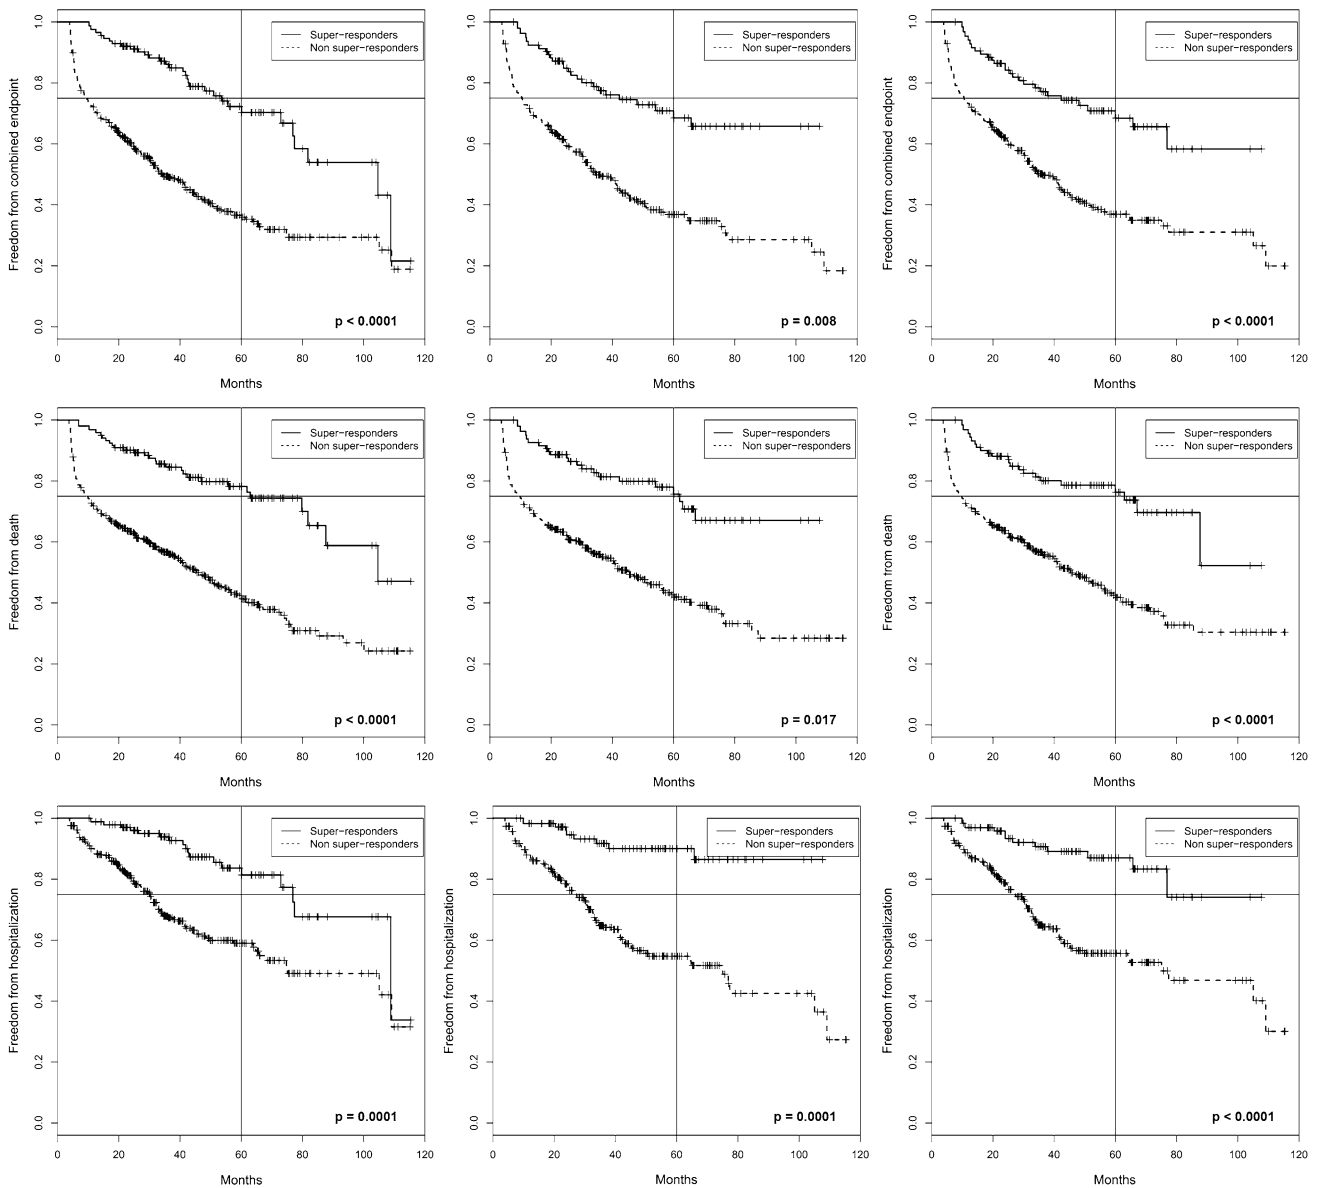 Freedom from combined endpoint
0.0 0.2 0.4 0.6 0.8 1.0
Super−responders
Non super−responders
p < 0.0001
0 20 40 60 80 100 120
Months
Freedom from combined endpoint
0.0 0.2 0.4 0.6 0.8 1.0
Super−responders
Non super−responders
p = 0.008
0 20 40 60 80 100 120
Months
Freedom from combined endpoint
0.0 0.2 0.4 0.6 0.8 1.0
Super−responders
Non super−responders
p < 0.0001
0 20 40 60 80 100 120
Months
Freedom from death
0.0 0.2 0.4 0.6 0.8 1.0
Super−responders
Non super−responders
p < 0.0001
0 20 40 60 80 100 120
Months
Freedom from death
0.0 0.2 0.4 0.6 0.8 1.0
Super−responders
Non super−responders
p = 0.017
0 20 40 60 80 100 120
Months
Freedom from death
0.0 0.2 0.4 0.6 0.8 1.0
Super−responders
Non super−responders
p < 0.0001
0 20 40 60 80 100 120
Months
Freedom from hospitalization
0.0 0.2 0.4 0.6 0.8 1.0
Super−responders
Non super−responders
p = 0.0001
0 20 40 60 80 100 120
Months
Freedom from hospitalization
0.0 0.2 0.4 0.6 0.8 1.0
Super−responders
Non super−responders
p = 0.0001
0 20 40 60 80 100 120
Months
Freedom from hospitalization
0.0 0.2 0.4 0.6 0.8 1.0
Super−responders
Non super−responders
p < 0.0001
0 20 40 60 80 100 120
Months